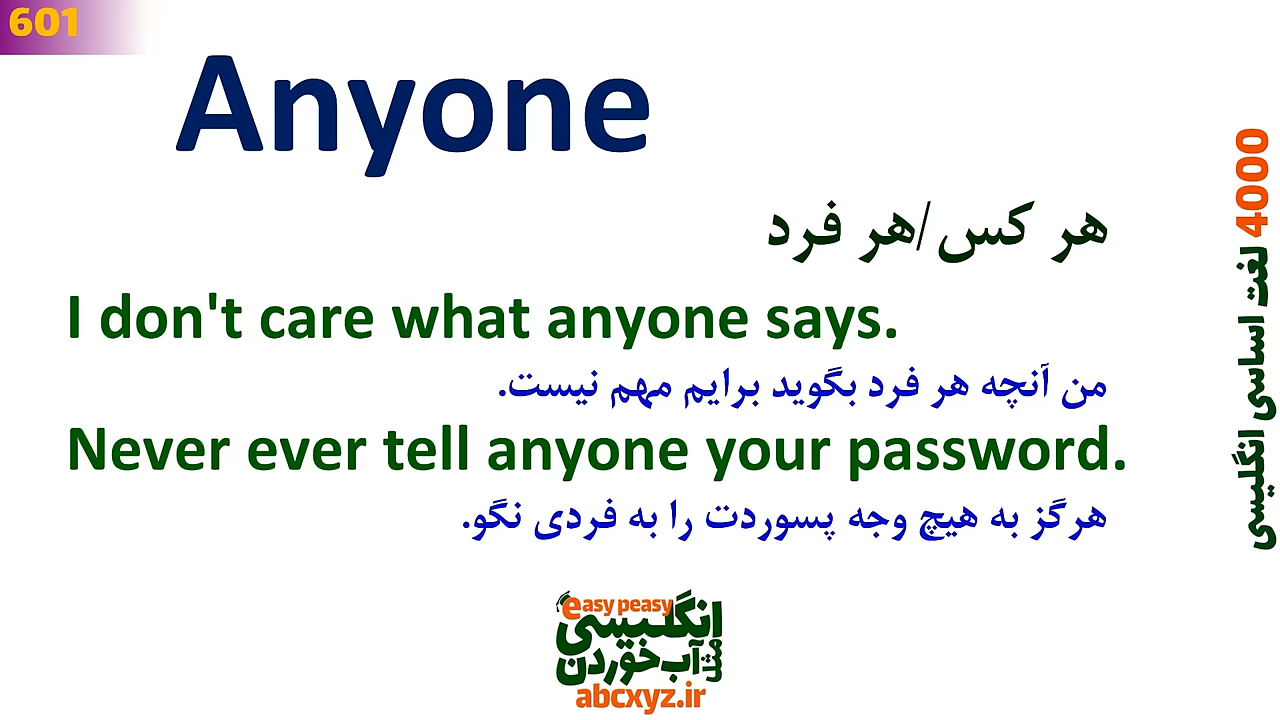 601
Anyone
هر کس/هر فرد
I don't care what anyone says.
من آنچه هر فرد بگوید برایم مهم نیست.
Never ever tell anyone your password.
هرگز به هیچ وجه پسوردت را به فردی نگو.
4000 لغت اساسی انگلیسی
easy peasy
انگلیسی
مثل آب خوردن
abcxyz.ir